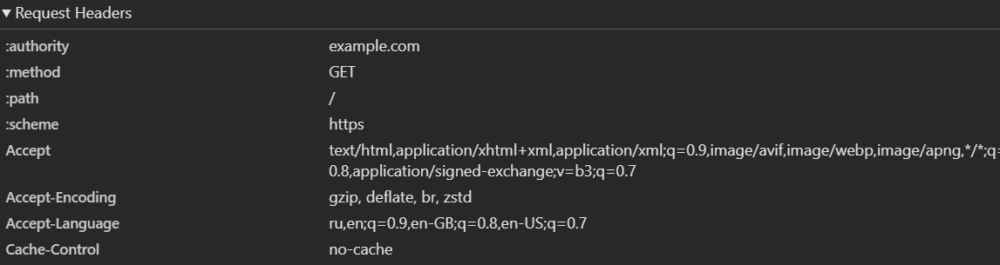 Request Headers
:authority example.com
:method GET
:path /
:scheme https
Accept text/html,application/xhtml+xml,application/xml;q=0.9,image/avif,image/webp,image/apng,*/*;q=
0.8,application/signed-exchange;v=b3;q=0.7
Accept-Encoding gzip, deflate, br, zstd
Accept-Language ru,en;q=0.9,en-GB;q=0.8,en-US;q=0.7
Cache-Control no-cache